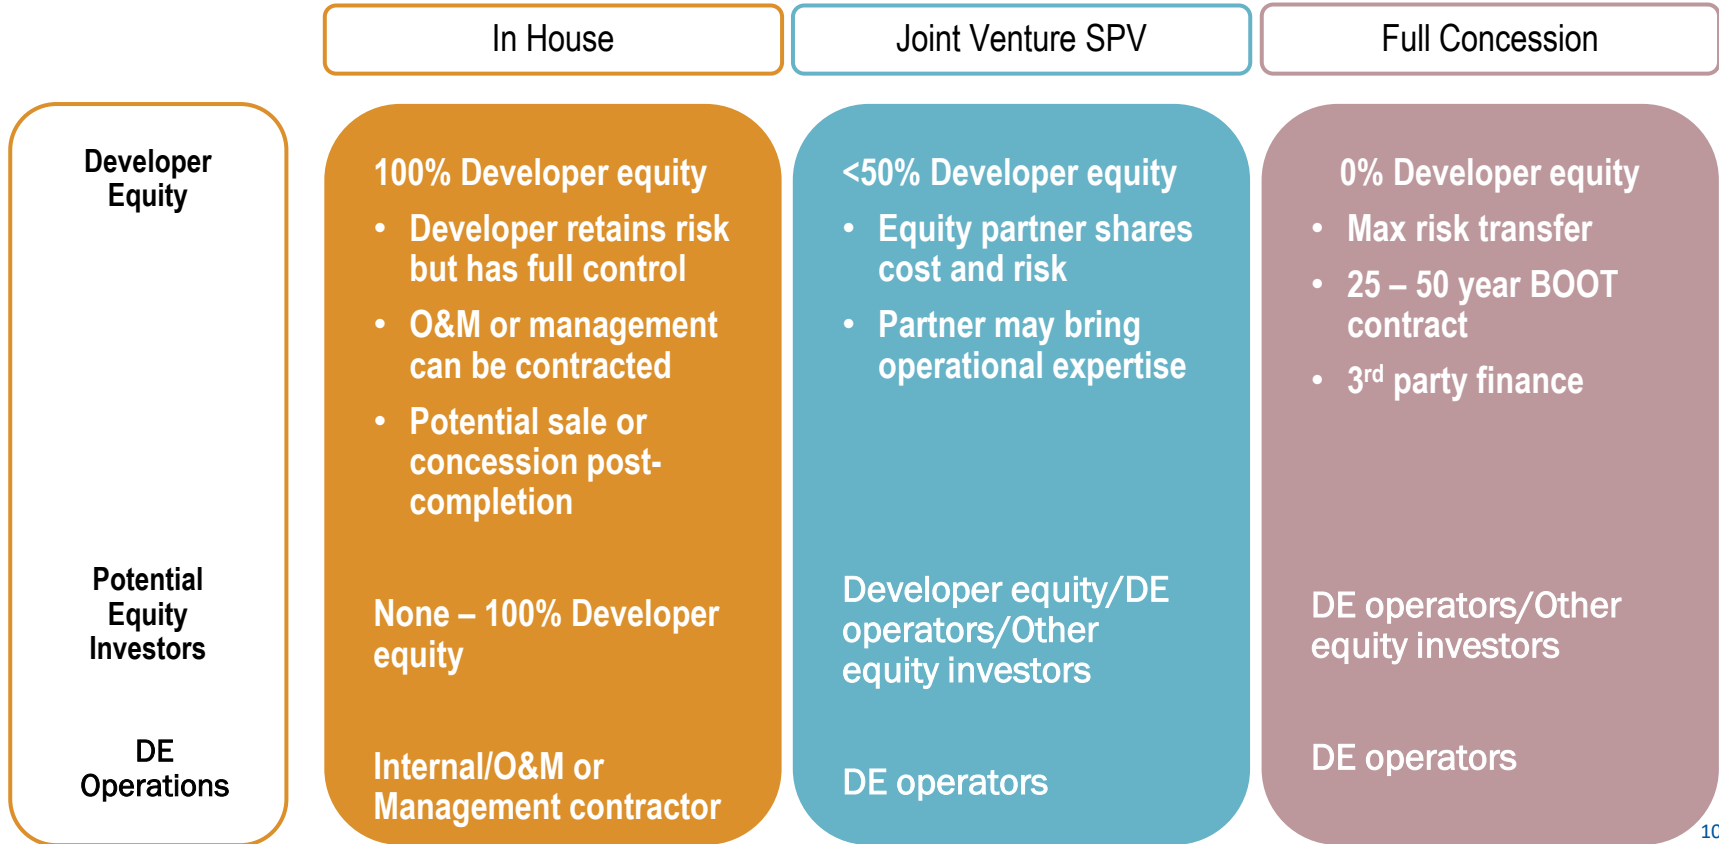 In House
Joint Venture SPV
Full Concession
Developer
Equity
100% Developer equity
• Developer retains risk
but has full control
• O&M or management
can be contracted
• Potential sale or
concession post-
completion
<50% Developer equity
• Equity partner shares
cost and risk
• Partner may bring
operational expertise
0% Developer equity
• Max risk transfer
• 25 – 50 year BOOT
contract
• 3rd party finance
Potential
Equity
Investors
None – 100% Developer
equity
Developer equity/DE
operators/Other
equity investors
DE operators/Other
equity investors
DE
Operations
Internal/O&M or
Management contractor
DE operators
DE operators
10